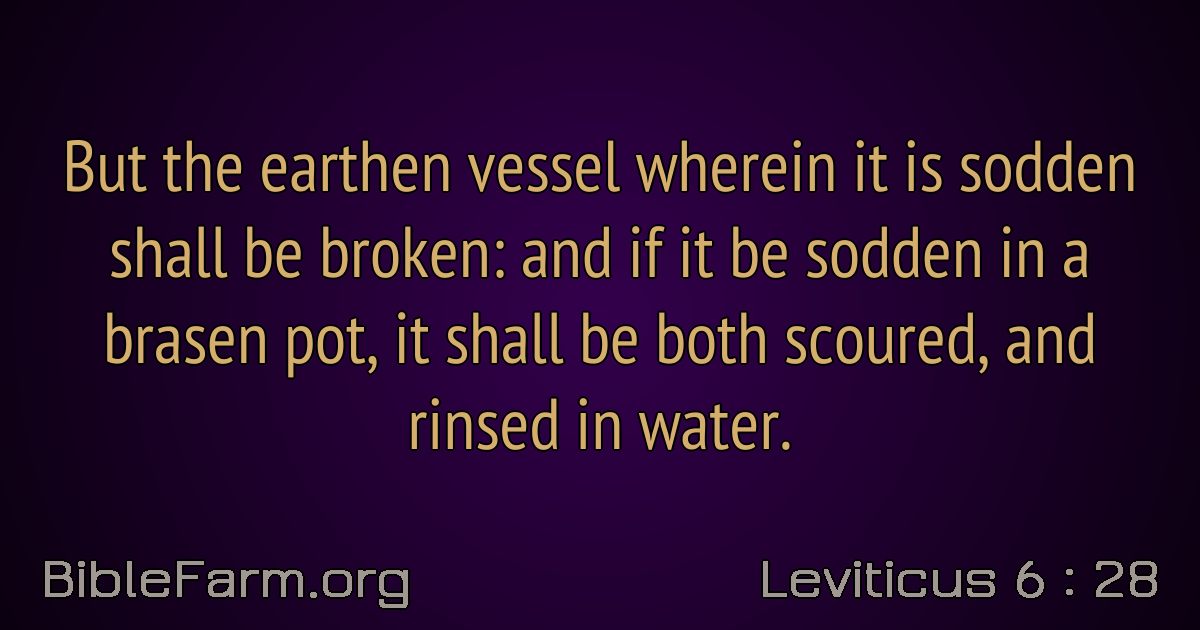 But the earthen vessel wherein it is sodden
shall be broken: and if it be sodden in a
brasen pot, it shall be both scoured, and
rinsed in water.
BibleFarm.org
Leviticus 6 : 28